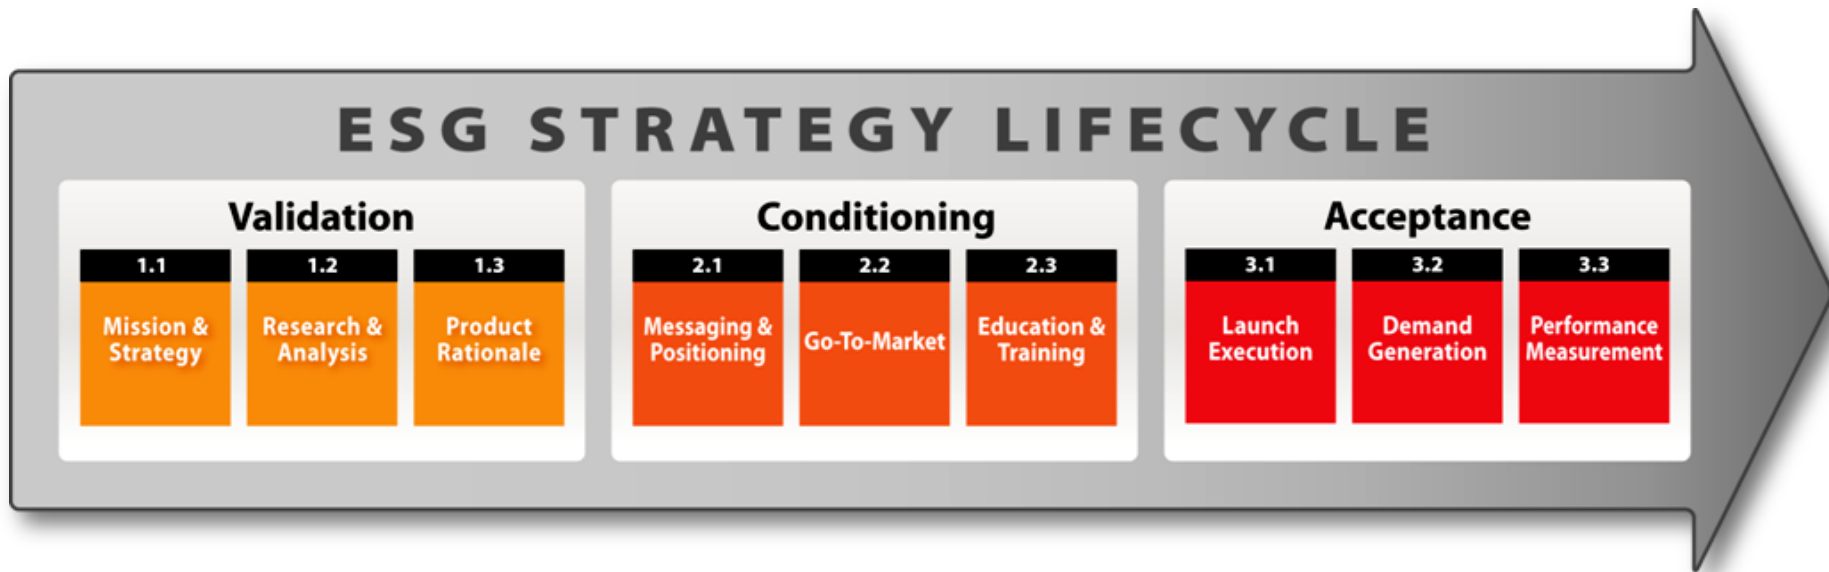 ESG STRATEGY LIFECYCLE
Validation
1.1
Mission &
Strategy
1.2
Research &
Analysis
1.3
Product
Rationale
Conditioning
2.1
Messaging &
Positioning
2.2
Go-To-Market
2.3
Education &
Training
Acceptance
3.1
Launch
Execution
3.2
Demand
Generation
3.3
Performance
Measurement